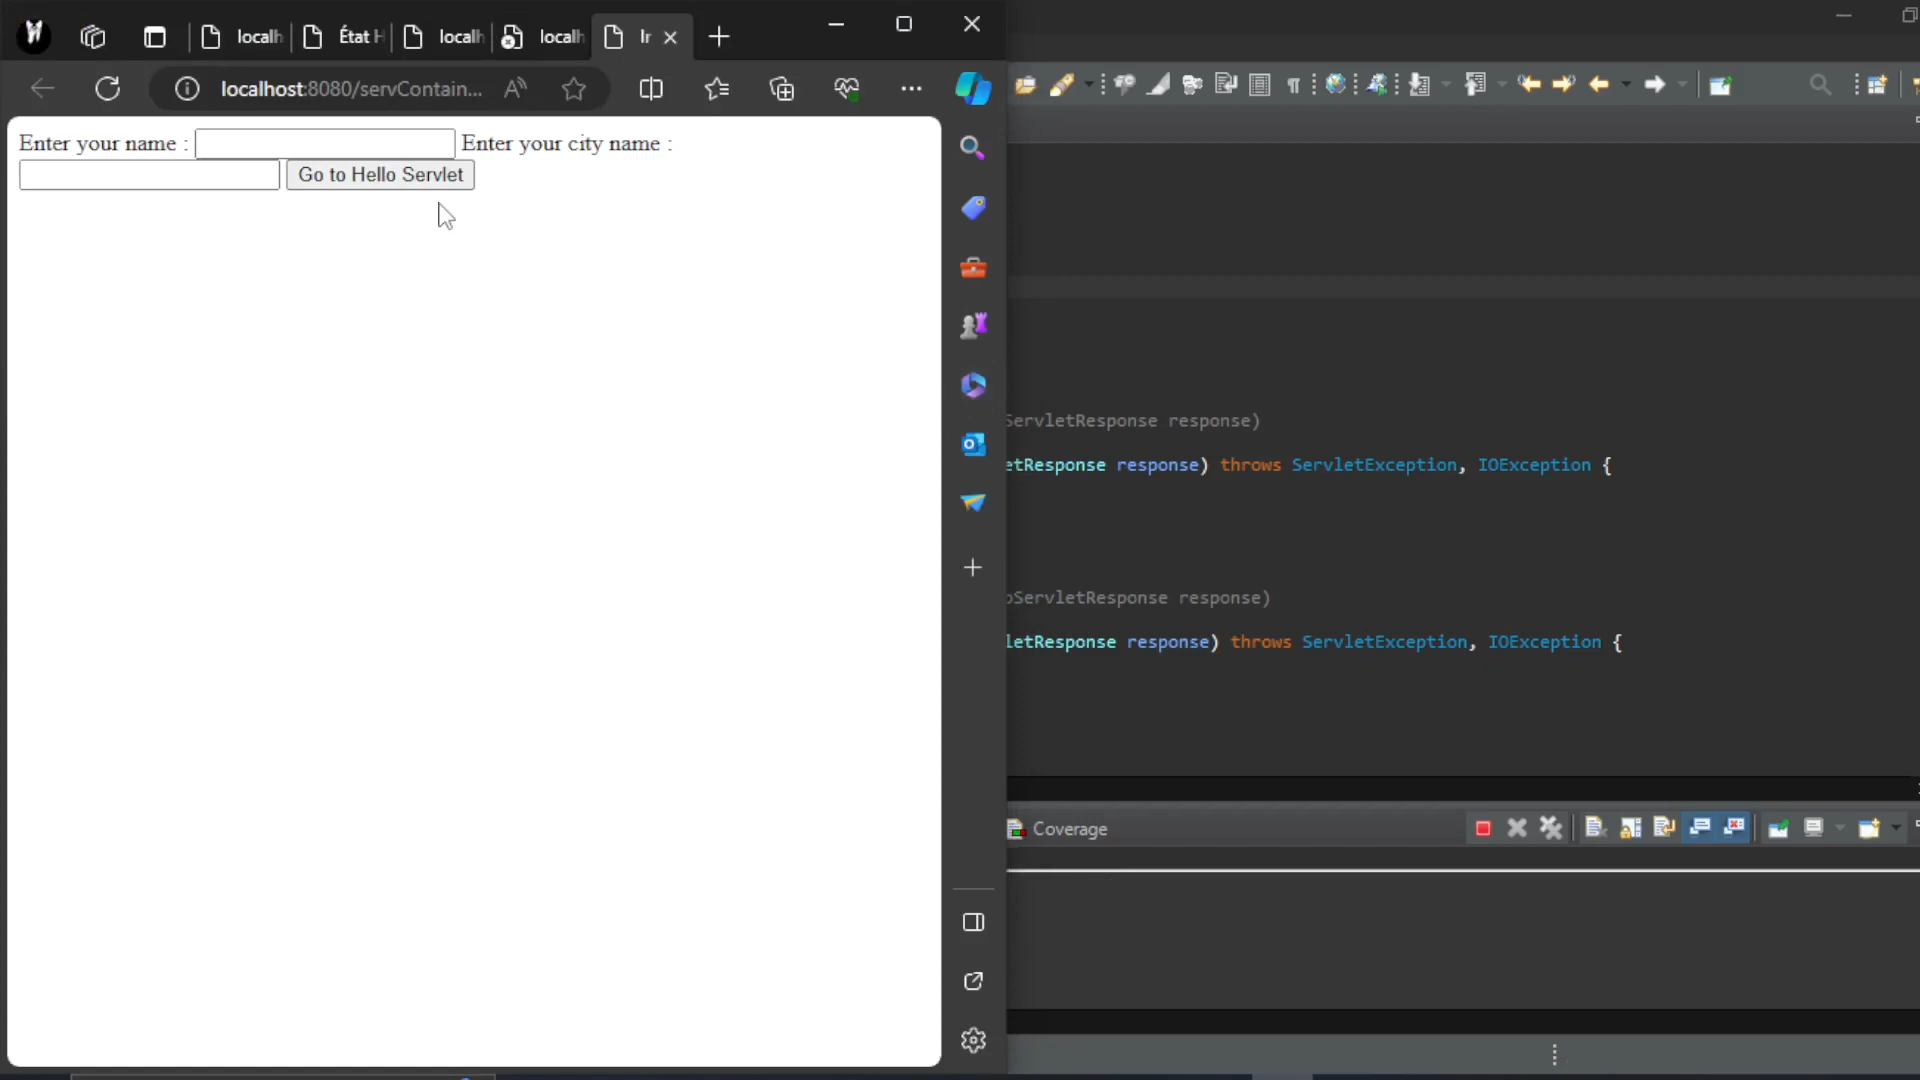 localh
État H
localh
localh
Ir
localhost:8080/servContain...
Enter your name :
Enter your city name :
Go to Hello Servlet
ServletResponse response)
etResponse response) throws ServletException, IOException {
oServletResponse response)
letResponse response) throws ServletException, IOException {
Coverage